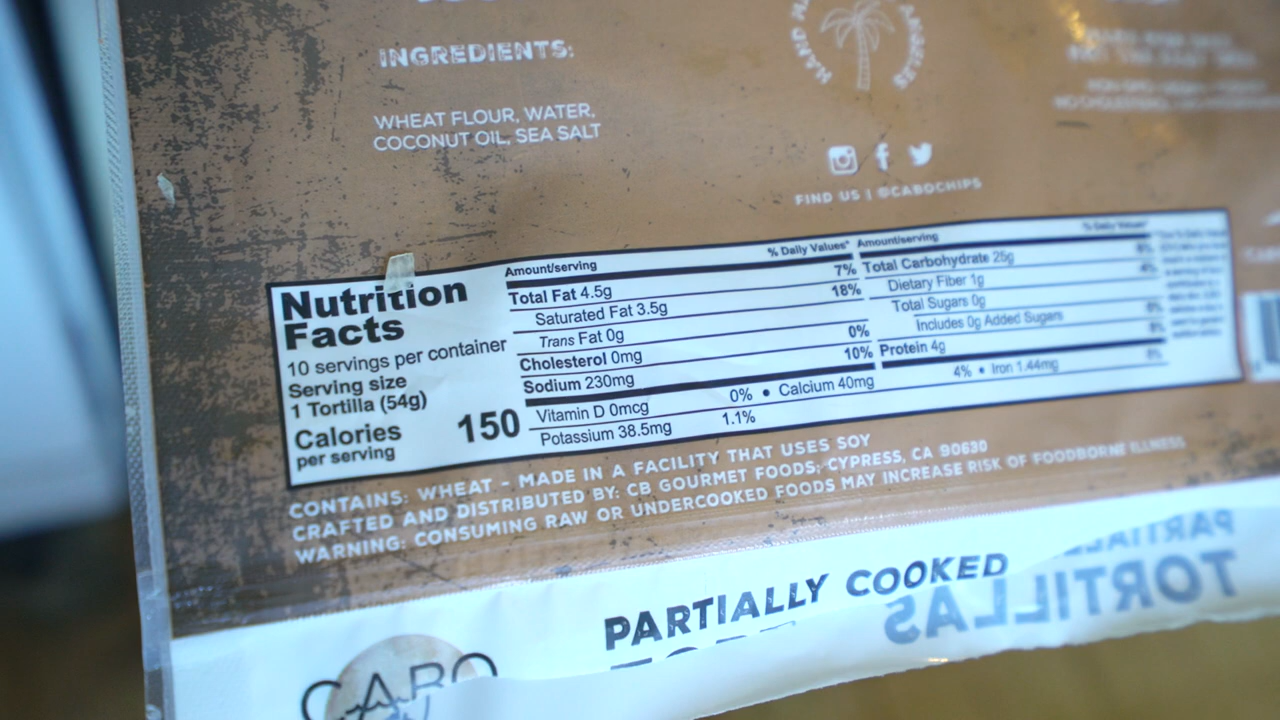 INGREDIENTS:
WHEAT FLOUR, WATER,
COCONUT OIL, SEA SALT
HAND
FIND US | @CABOCHIPS
Nutrition
Facts
10 servings per container
Serving size
1 Tortilla (54g)
Calories 150
per serving
Amount/serving % Daily Values*
Total Fat 4.5g 7%
Saturated Fat 3.5g 18%
Trans Fat 0g
Cholesterol 0mg 0%
Sodium 230mg 10%
Amount/serving % Daily Values*
Total Carbohydrate 25g
Dietary Fiber 1g
Total Sugars 0g
Includes 0g Added Sugars
Protein 4g
Vitamin D 0mcg 0% • Calcium 40mg 4% • Iron 1.44mg
Potassium 38.5mg 1.1%
CONTAINS: WHEAT - MADE IN A FACILITY THAT USES SOY
CRAFTED AND DISTRIBUTED BY: CB GOURMET FOODS; CYPRESS, CA 90630
WARNING: CONSUMING RAW OR UNDERCOOKED FOODS MAY INCREASE RISK OF FOODBORNE ILLNESS
PARTIALLY COOKED
PARTIALLY
TORTILLAS
CABO